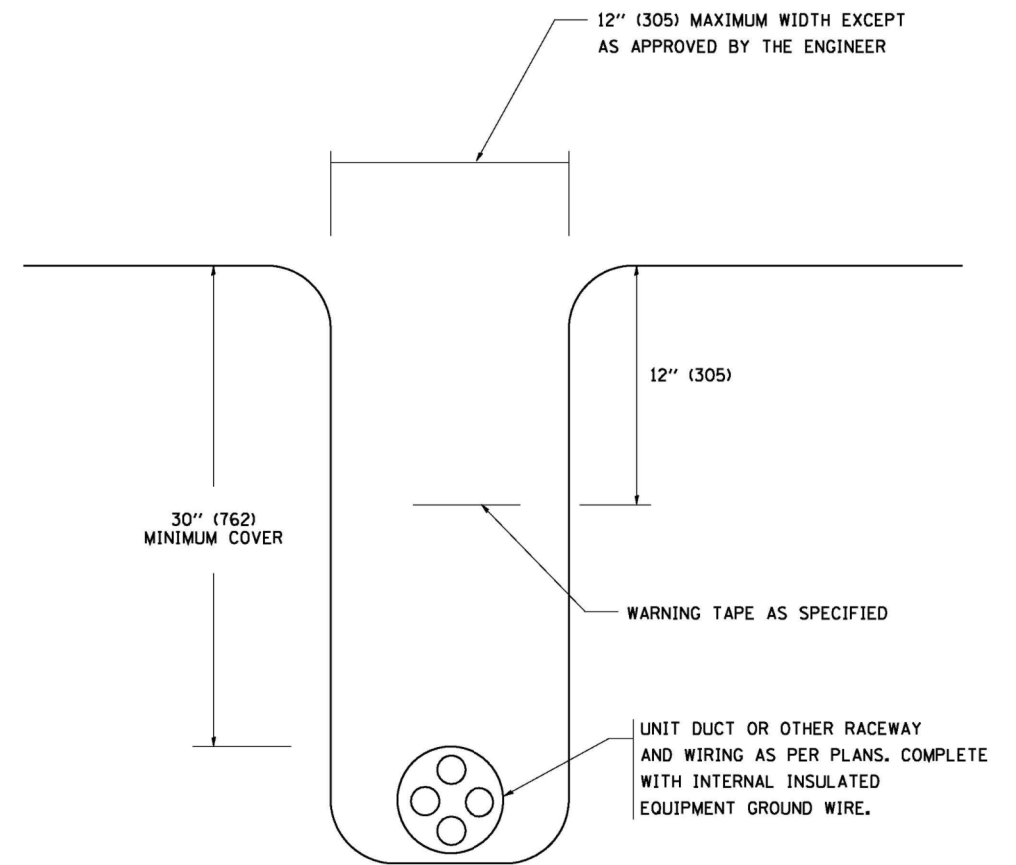 12'' (305) MAXIMUM WIDTH EXCEPT
AS APPROVED BY THE ENGINEER
12'' (305)
30'' (762)
MINIMUM COVER
WARNING TAPE AS SPECIFIED
UNIT DUCT OR OTHER RACEWAY
AND WIRING AS PER PLANS. COMPLETE
WITH INTERNAL INSULATED
EQUIPMENT GROUND WIRE.